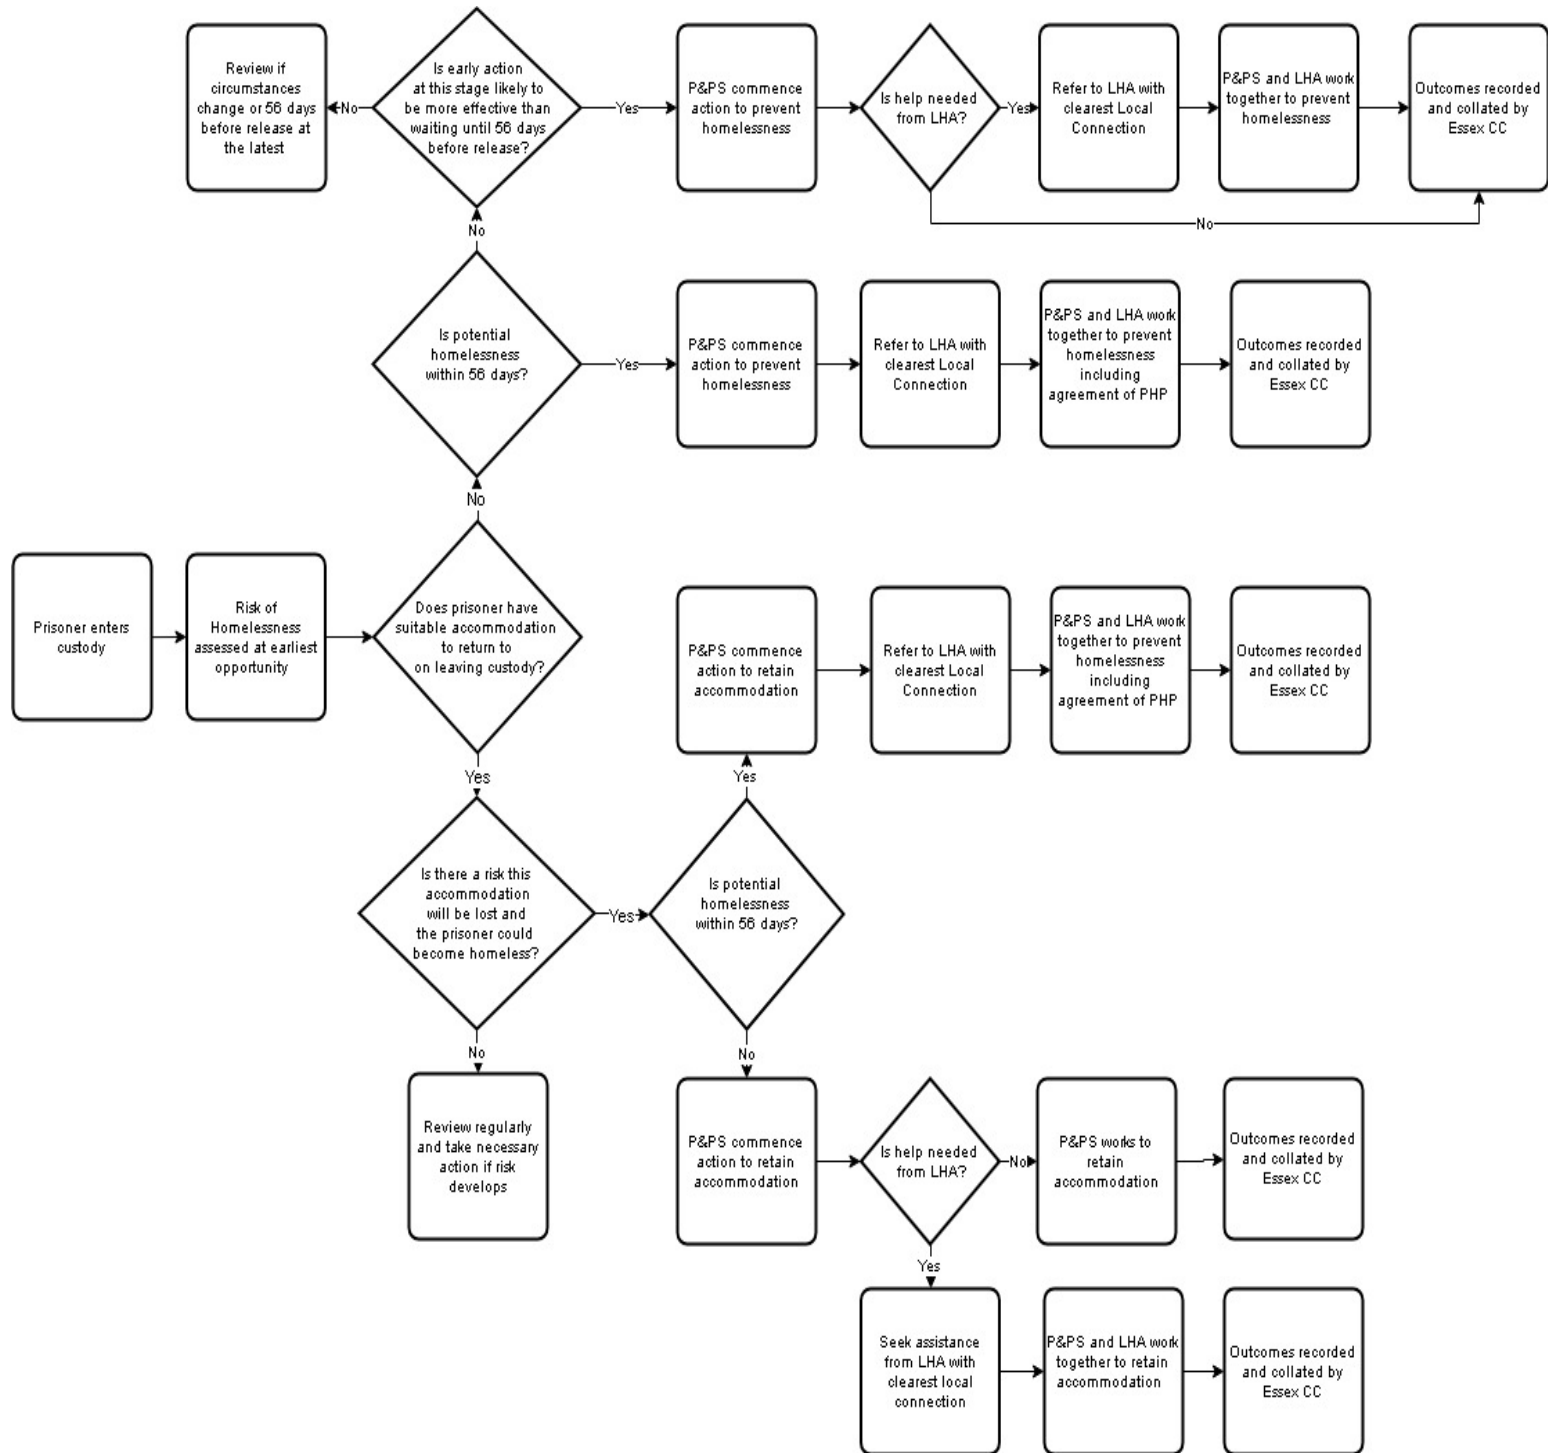 Review if
circumstances
change or 56 days
before release at
the latest
No
Is early action
at this stage likely to
be more effective than
waiting until 56 days
before release?
Yes
P&PS commence
action to prevent
homelessness
Is help needed
from LHA?
Yes
Refer to LHA with
clearest Local
Connection
P&PS and LHA work
together to prevent
homelessness
Outcomes recorded
and collated by
Essex CC
No
No
Is potential
homelessness
within 56 days?
Yes
P&PS commence
action to prevent
homelessness
Refer to LHA with
clearest Local
Connection
P&PS and LHA work
together to prevent
homelessness
including
agreement of PHP
Outcomes recorded
and collated by
Essex CC
No
Prisoner enters
custody
Risk of
Homelessness
assessed at earliest
opportunity
Does prisoner have
suitable accommodation
to return to
on leaving custody?
P&PS commence
action to retain
accommodation
Refer to LHA with
clearest Local
Connection
P&PS and LHA work
together to prevent
homelessness
including
agreement of PHP
Outcomes recorded
and collated by
Essex CC
Yes
Yes
Is there a risk this
accommodation
will be lost and
the prisoner could
become homeless?
Yes
Is potential
homelessness
within 56 days?
No
No
Review regularly
and take necessary
action if risk
develops
P&PS commence
action to retain
accommodation
Is help needed
from LHA?
No
P&PS works to
retain
accommodation
Outcomes recorded
and collated by
Essex CC
Yes
Seek assistance
from LHA with
clearest local
connection
P&PS and LHA work
together to retain
accommodation
Outcomes recorded
and collated by
Essex CC